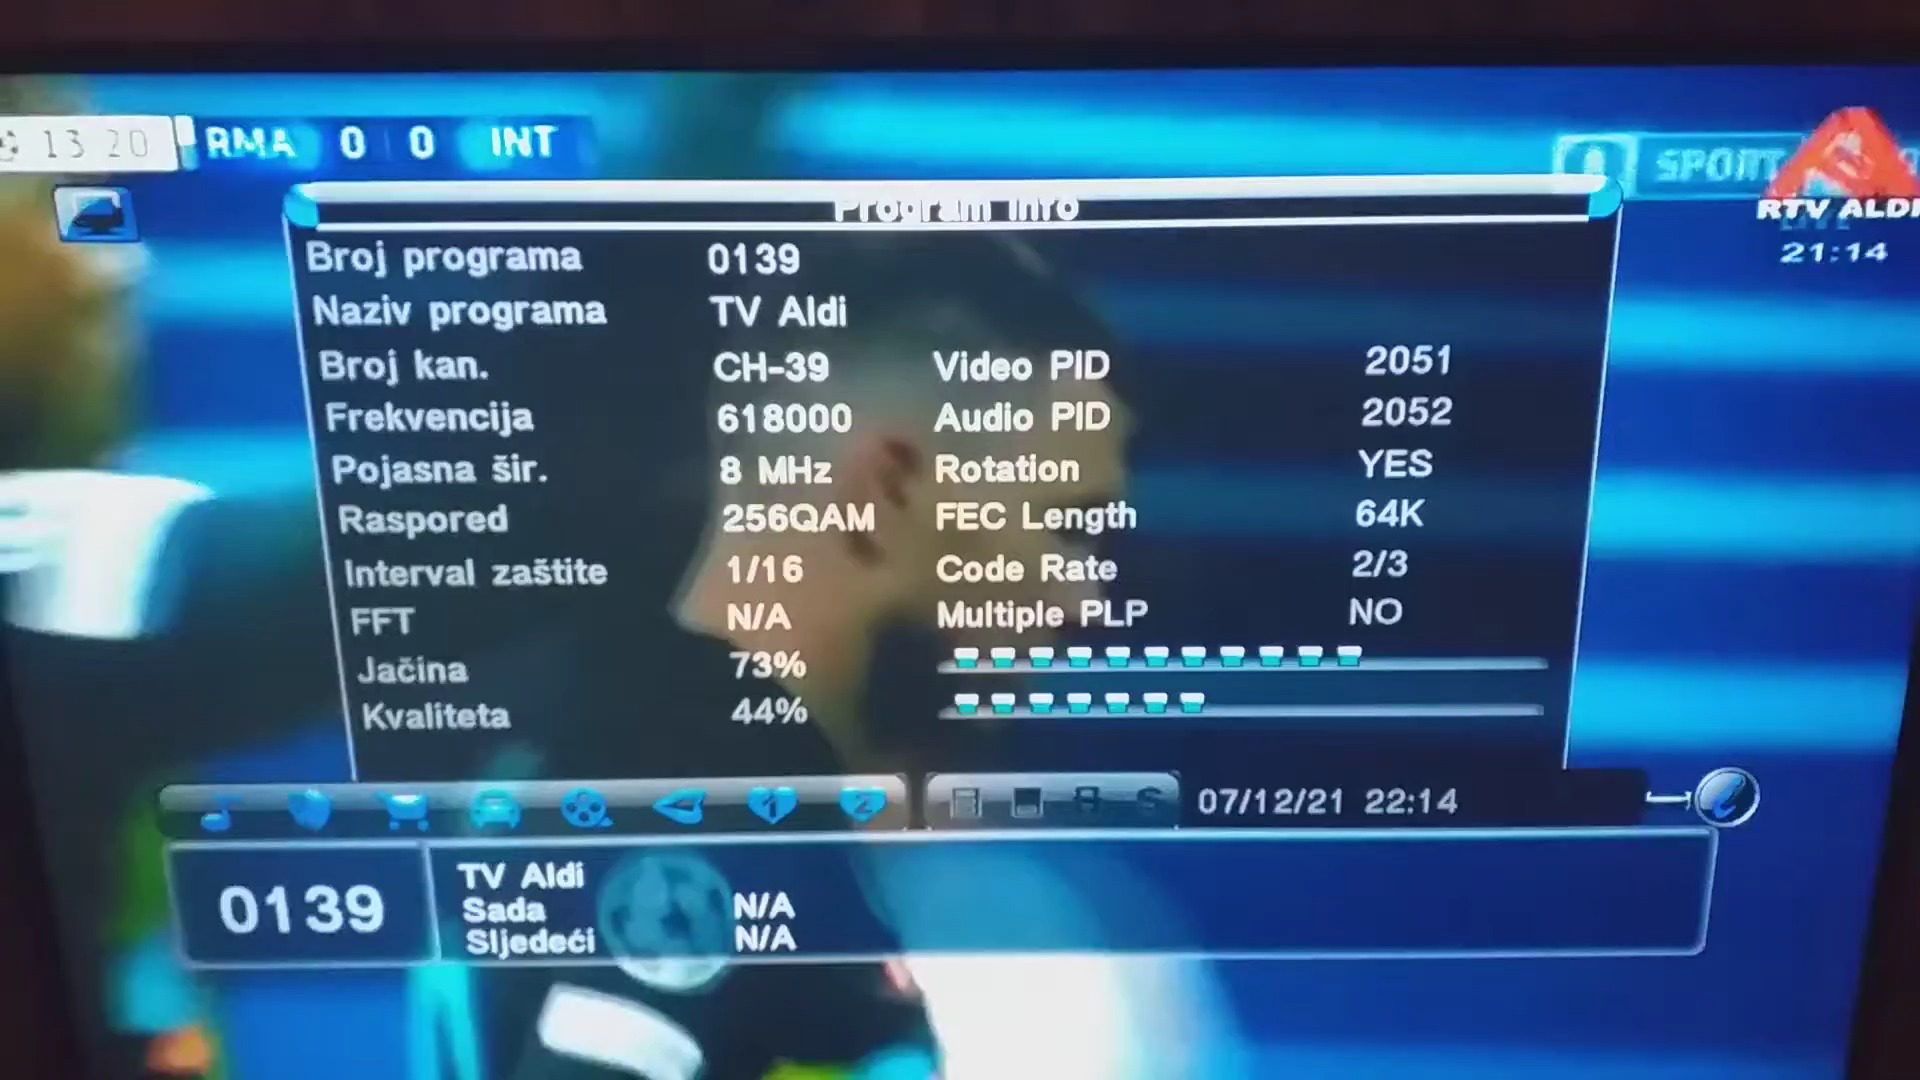 13 20 RMA 0 0 INT
SPORT
RTV ALDI
21:14
Program Info
Broj programa 0139
Naziv programa TV Aldi
Broj kan. CH-39 Video PID 2051
Frekvencija 618000 Audio PID 2052
Pojasna šir. 8 MHz Rotation YES
Raspored 256QAM FEC Length 64K
Interval zaštite 1/16 Code Rate 2/3
FFT N/A Multiple PLP NO
Jačina 73%
Kvaliteta 44%
07/12/21 22:14
0139
TV Aldi
Sada N/A
Sljedeći N/A